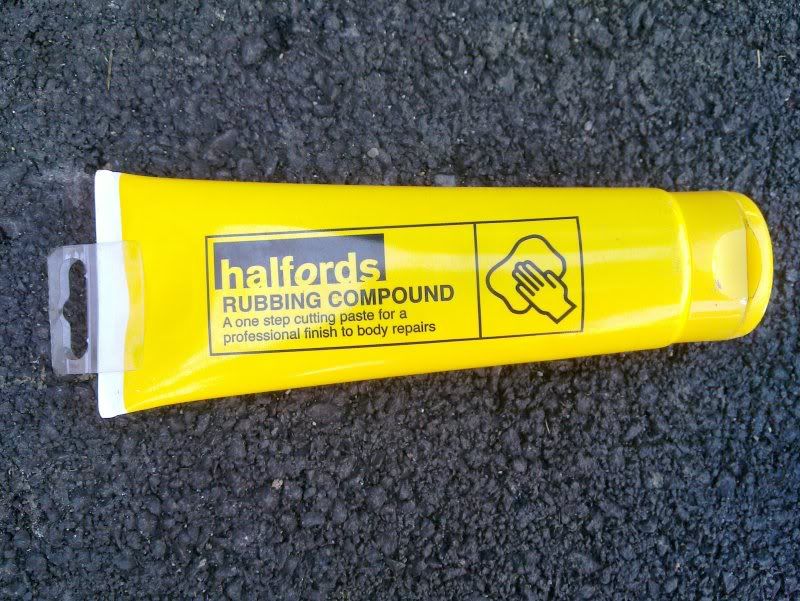 halfords
RUBBING COMPOUND
A one step cutting paste for a
professional finish to body repairs